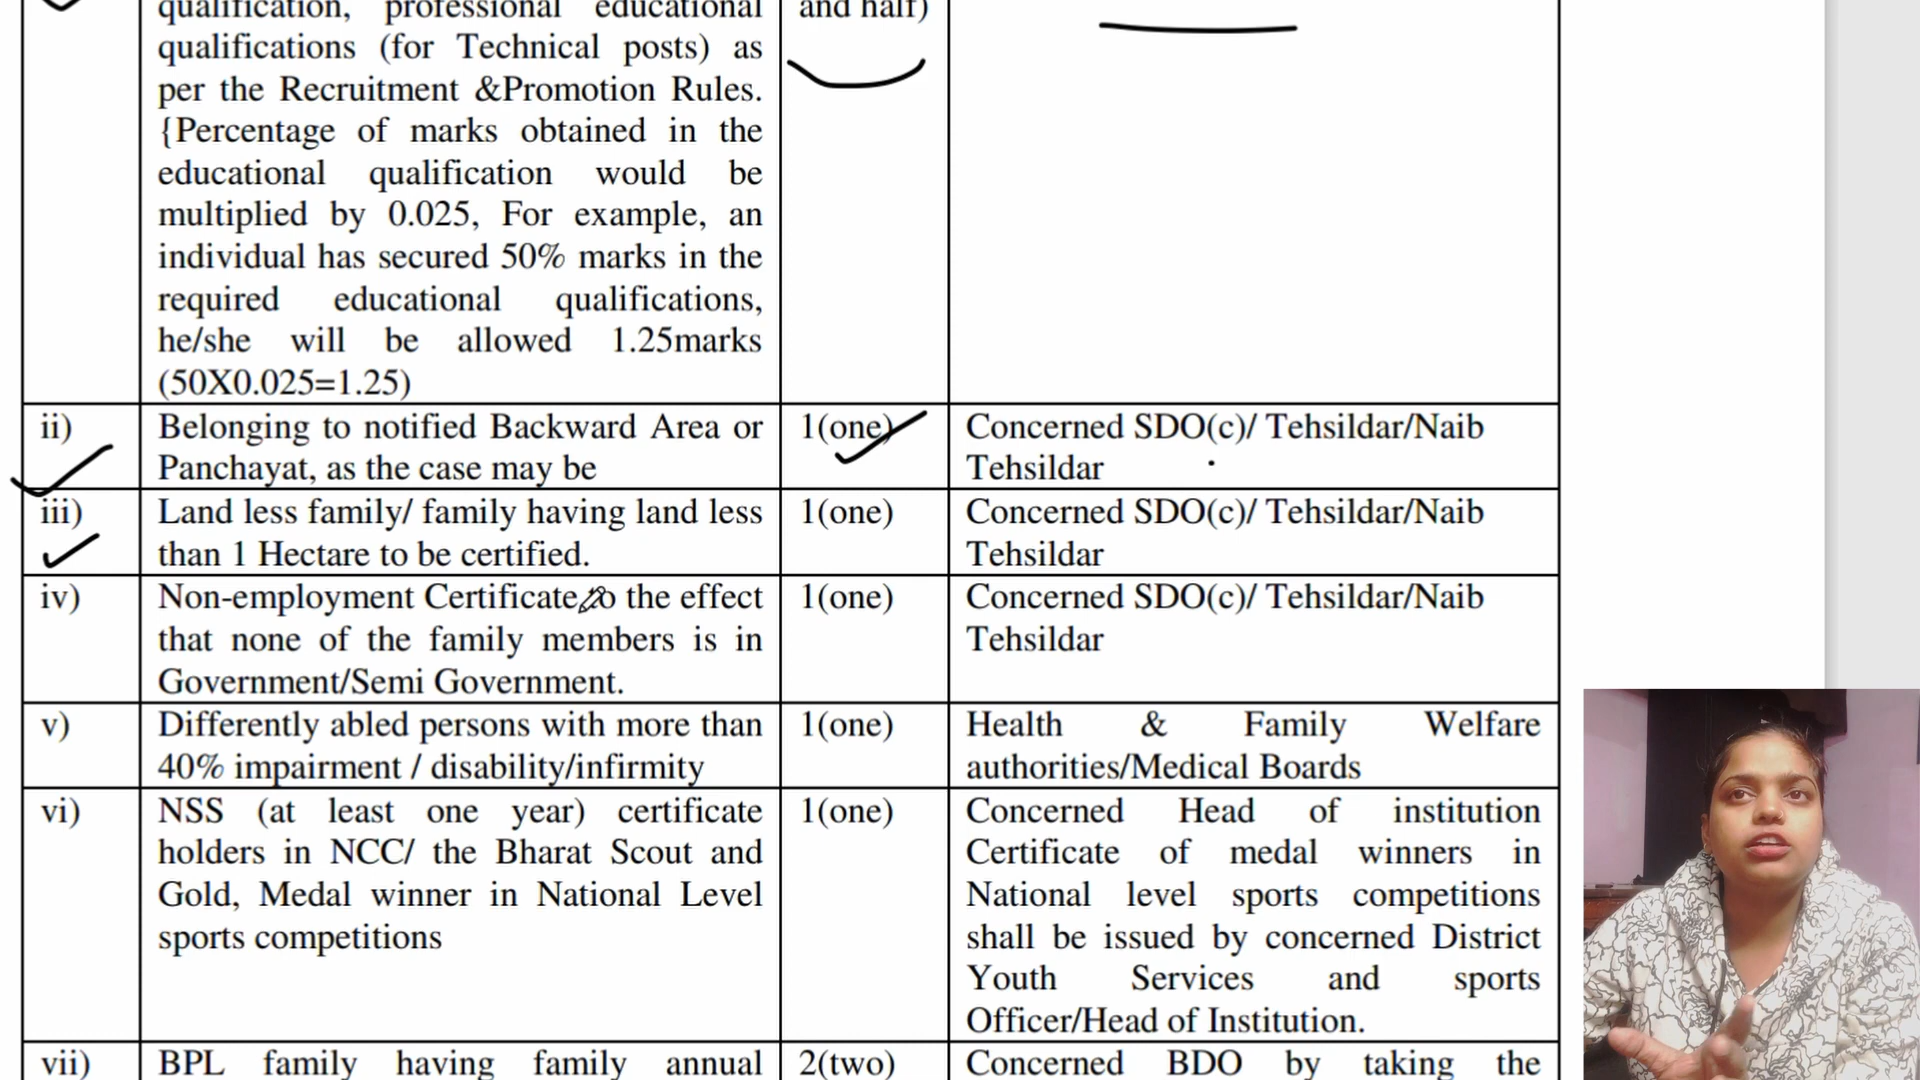 qualification, professional educational
qualifications (for Technical posts) as
per the Recruitment &Promotion Rules.
{Percentage of marks obtained in the
educational qualification would be
multiplied by 0.025, For example, an
individual has secured 50% marks in the
required educational qualifications,
he/she will be allowed 1.25marks
(50X0.025=1.25)
and half)
ii)
Belonging to notified Backward Area or
Panchayat, as the case may be
1(one)
Concerned SDO(c)/ Tehsildar/Naib
Tehsildar
iii)
Land less family/ family having land less
than 1 Hectare to be certified.
1(one)
Concerned SDO(c)/ Tehsildar/Naib
Tehsildar
iv)
Non-employment Certificate to the effect
that none of the family members is in
Government/Semi Government.
1(one)
Concerned SDO(c)/ Tehsildar/Naib
Tehsildar
v)
Differently abled persons with more than
40% impairment / disability/infirmity
1(one)
Health & Family Welfare
authorities/Medical Boards
vi)
NSS (at least one year) certificate
holders in NCC/ the Bharat Scout and
Gold, Medal winner in National Level
sports competitions
1(one)
Concerned Head of institution
Certificate of medal winners in
National level sports competitions
shall be issued by concerned District
Youth Services and sports
Officer/Head of Institution.
vii)
BPL family having family annual
2(two)
Concerned BDO by taking the